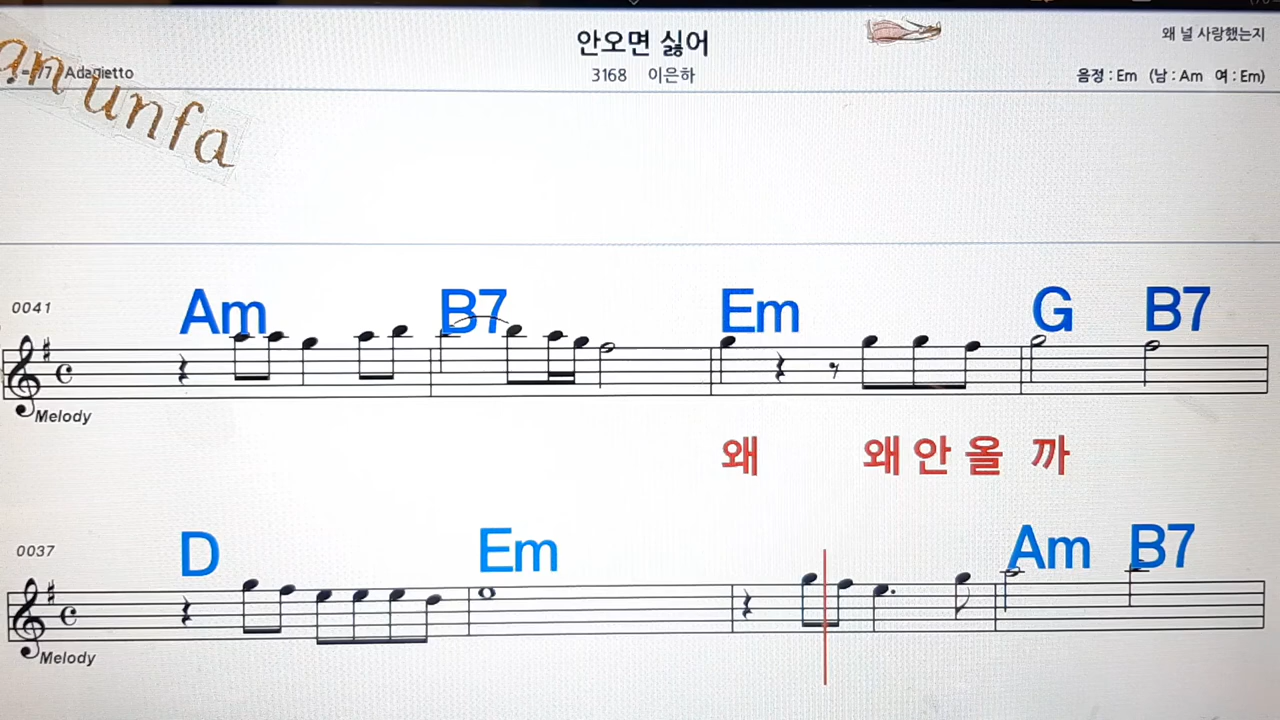 안오면 싫어
왜 널 사랑했는지
3168 이은하
음정 : Em (남 : Am 여 : Em)
Adagietto
an unfa
0041
Am B7 Em G B7
Melody
왜 왜 안 올 까
0037
D Em Am B7
Melody